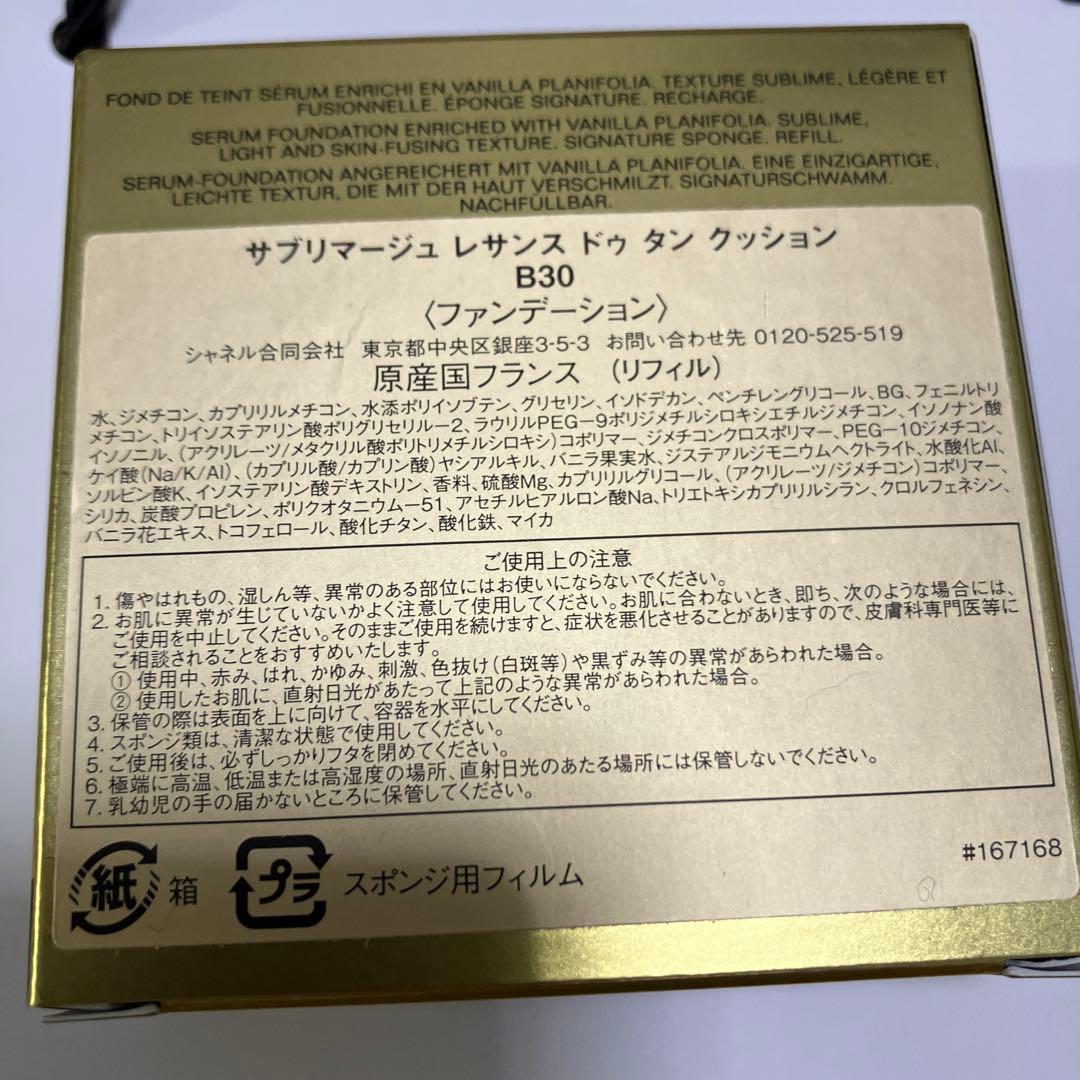 FOND DE TEINT SÉRUM ENRICHI EN VANILLA PLANIFOLIA. TEXTURE SUBLIME, LÉGÈRE ET
FUSIONNELLE. ÉPONGE SIGNATURE. RECHARGE.
SERUM FOUNDATION ENRICHED WITH VANILLA PLANIFOLIA. SUBLIME,
LIGHT AND SKIN-FUSING TEXTURE. SIGNATURE SPONGE. REFILL.
SERUM-FOUNDATION ANGEREICHERT MIT VANILLA PLANIFOLIA. EINE EINZIGARTIGE,
LEICHTE TEXTUR, DIE MIT DER HAUT VERSCHMILZT. SIGNATURSCHWAMM.
NACHFÜLLBAR.
サブリマージュ レサンス ドゥ タン クッション
B30
〈ファンデーション〉
シャネル合同会社 東京都中央区銀座3-5-3 お問い合わせ先 0120-525-519
原産国フランス (リフィル)
水、ジメチコン、カプリリルメチコン、水添ポリイソブテン、グリセリン、イソドデカン、ペンチレングリコール、BG、フェニルトリ
メチコン、トリイソステアリン酸ポリグリセリル-2、ラウリルPEG-9ポリジメチルシロキシエチルジメチコン、イソノナン酸
イソノニル、(アクリレーツ/メタクリル酸ポリトリメチルシロキシ)コポリマー、ジメチコンクロスポリマー、PEG-10ジメチコン、
ケイ酸(Na/K/Al)、(カプリル酸/カプリン酸)ヤシアルキル、バニラ果実水、ジステアルジモニウムヘクトライト、水酸化Al、
ソルビン酸K、イソステアリン酸デキストリン、香料、硫酸Mg、カプリリルグリコール、(アクリレーツ/ジメチコン)コポリマー、
シリカ、炭酸プロピレン、ポリクオタニウム-51、アセチルヒアルロン酸Na、トリエトキシカプリリルシラン、クロルフェネシン、
バニラ花エキス、トコフェロール、酸化チタン、酸化鉄、マイカ
ご使用上の注意
1. 傷やはれもの、湿しん等、異常のある部位にはお使いにならないでください。
2. お肌に異常が生じていないかよく注意して使用してください。お肌に合わないとき、即ち、次のような場合には、
ご使用を中止してください。そのままご使用を続けますと、症状を悪化させることがありますので、皮膚科専門医等に
ご相談されることをおすすめいたします。
① 使用中、赤み、はれ、かゆみ、刺激、色抜け(白斑等)や黒ずみ等の異常があらわれた場合。
② 使用したお肌に、直射日光があたって上記のような異常があらわれた場合。
3. 保管の際は表面を上に向けて、容器を水平にしてください。
4. スポンジ類は、清潔な状態で使用してください。
5. ご使用後は、必ずしっかりフタを閉めてください。
6. 極端に高温、低温または高湿度の場所、直射日光のあたる場所には保管しないでください。
7. 乳幼児の手の届かないところに保管してください。
紙 箱 プラ スポンジ用フィルム
#167168